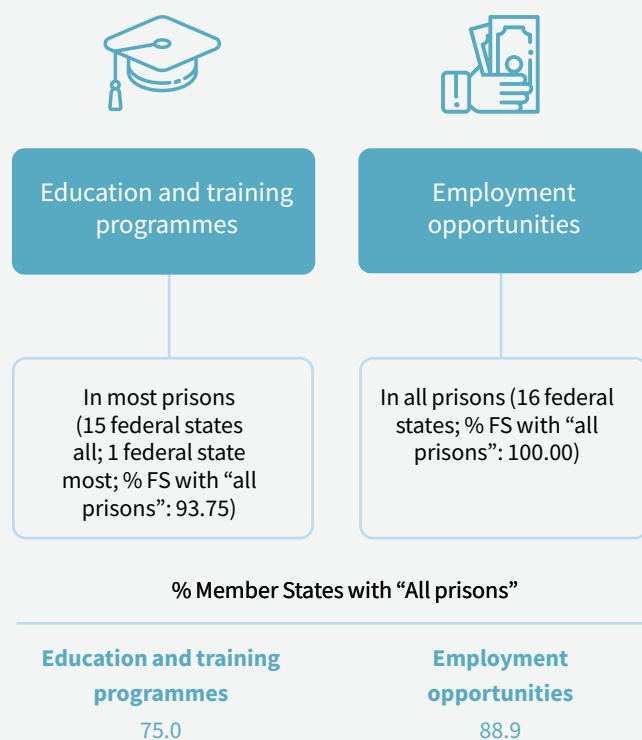 Education and training
programmes
Employment
opportunities
In most prisons
(15 federal states
all; 1 federal state
most; % FS with “all
prisons”: 93.75)
In all prisons (16 federal
states; % FS with “all
prisons”: 100.00)
% Member States with “All prisons”
Education and training
programmes
75.0
Employment
opportunities
88.9